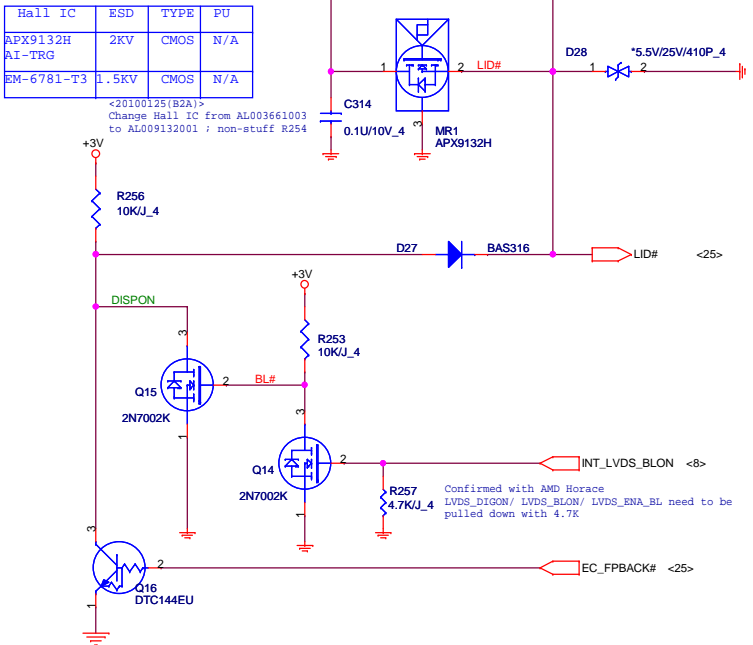 Hall IC ESD TYPE PU
APX9132H AI-TRG 2KV CMOS N/A
EM-6781-T3 1.5KV CMOS N/A
<20100125(B2A)>
Change Hall IC from AL003661003
to AL009132001 ; non-stuff R254
1
2
LID#
3
MR1
APX9132H
C314
0.1U/10V_4
D28
*5.5V/25V/410P_4
1
2
+3V
R256
10K/J_4
D27
BAS316
LID#
<25>
DISPON
+3V
R253
10K/J_4
3
Q15
2
BL#
2N7002K
1
3
Q14
2
2N7002K
1
INT_LVDS_BLON
<8>
R257
4.7K/J_4
Confirmed with AMD Horace
LVDS_DIGON/ LVDS_BLON/ LVDS_ENA_BL need to be
pulled down with 4.7K
3
2
Q16
DTC144EU
1
EC_FPBACK#
<25>